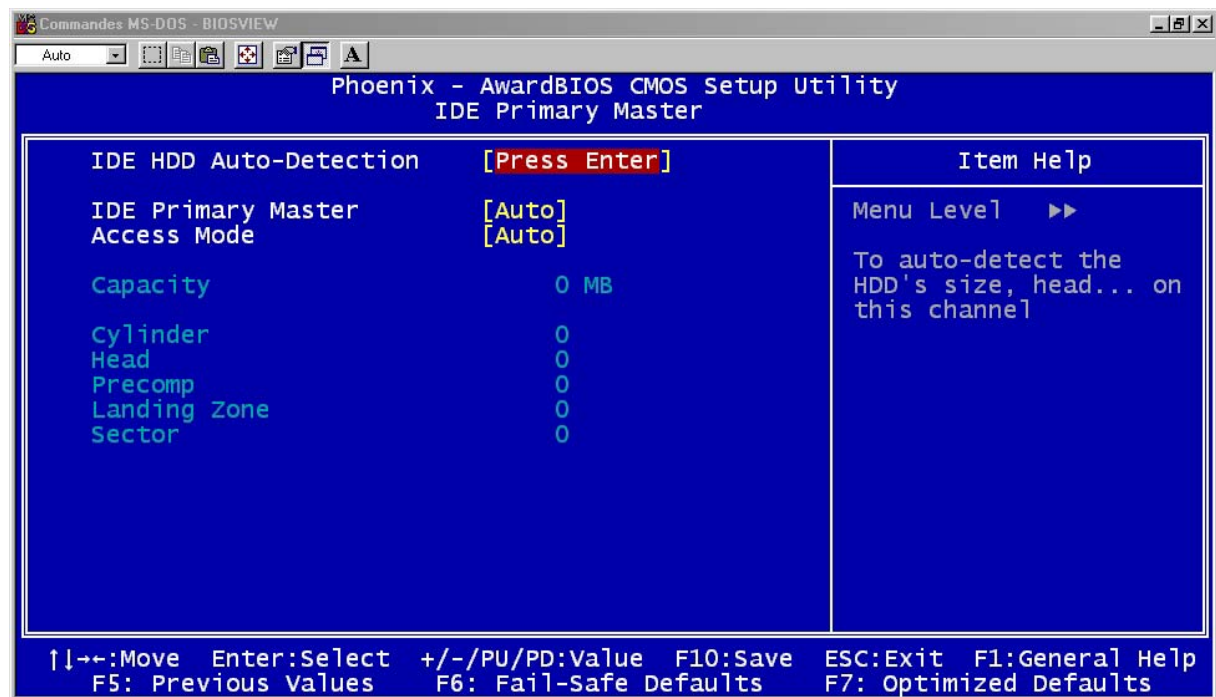 Commandes MS-DOS - BIOSVIEW
Auto
A
Phoenix - AwardBIOS CMOS Setup Utility
IDE Primary Master
IDE HDD Auto-Detection [Press Enter]
IDE Primary Master [Auto]
Access Mode [Auto]
Capacity 0 MB
Cylinder 0
Head 0
Precomp 0
Landing Zone 0
Sector 0
Item Help
Menu Level ▶▶
To auto-detect the
HDD's size, head... on
this channel
↑↓→←:Move Enter:Select +/-/PU/PD:Value F10:Save ESC:Exit F1:General Help
F5: Previous Values F6: Fail-Safe Defaults F7: Optimized Defaults